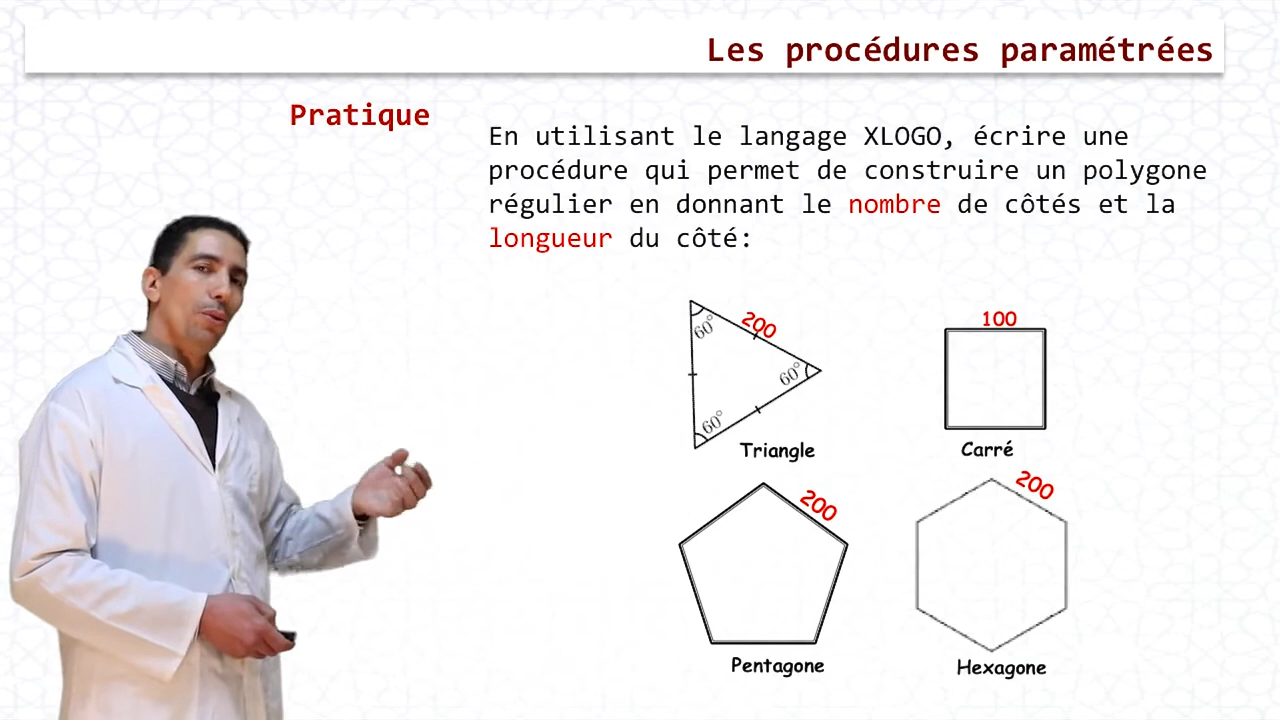 Les procédures paramétrées
Pratique
En utilisant le langage XLOGO, écrire une
procédure qui permet de construire un polygone
régulier en donnant le nombre de côtés et la
longueur du côté:
200
60°
60°
60°
Triangle
100
Carré
200
Pentagone
200
Hexagone